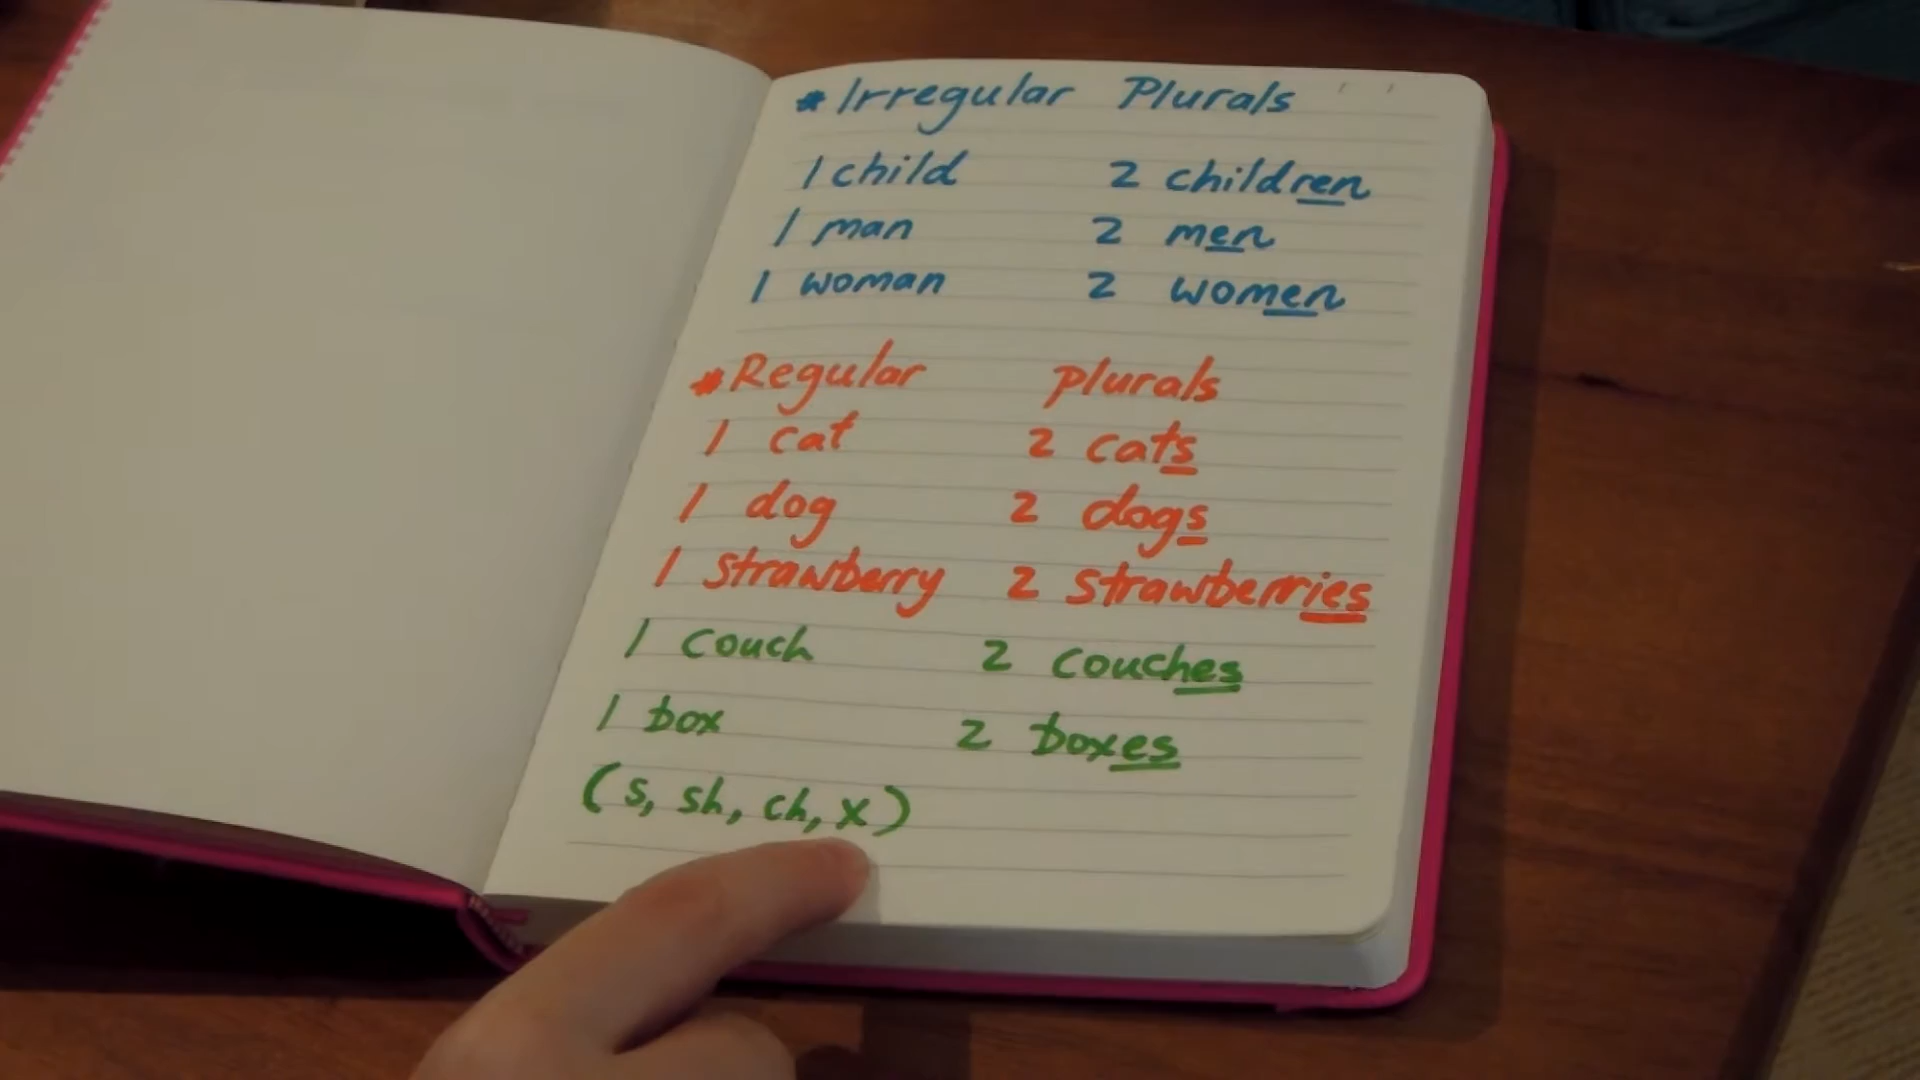 * Irregular Plurals
1 child 2 children
1 man 2 men
1 woman 2 women
* Regular plurals
1 cat 2 cats
1 dog 2 dogs
1 strawberry 2 strawberries
1 couch 2 couches
1 box 2 boxes
(s, sh, ch, x)